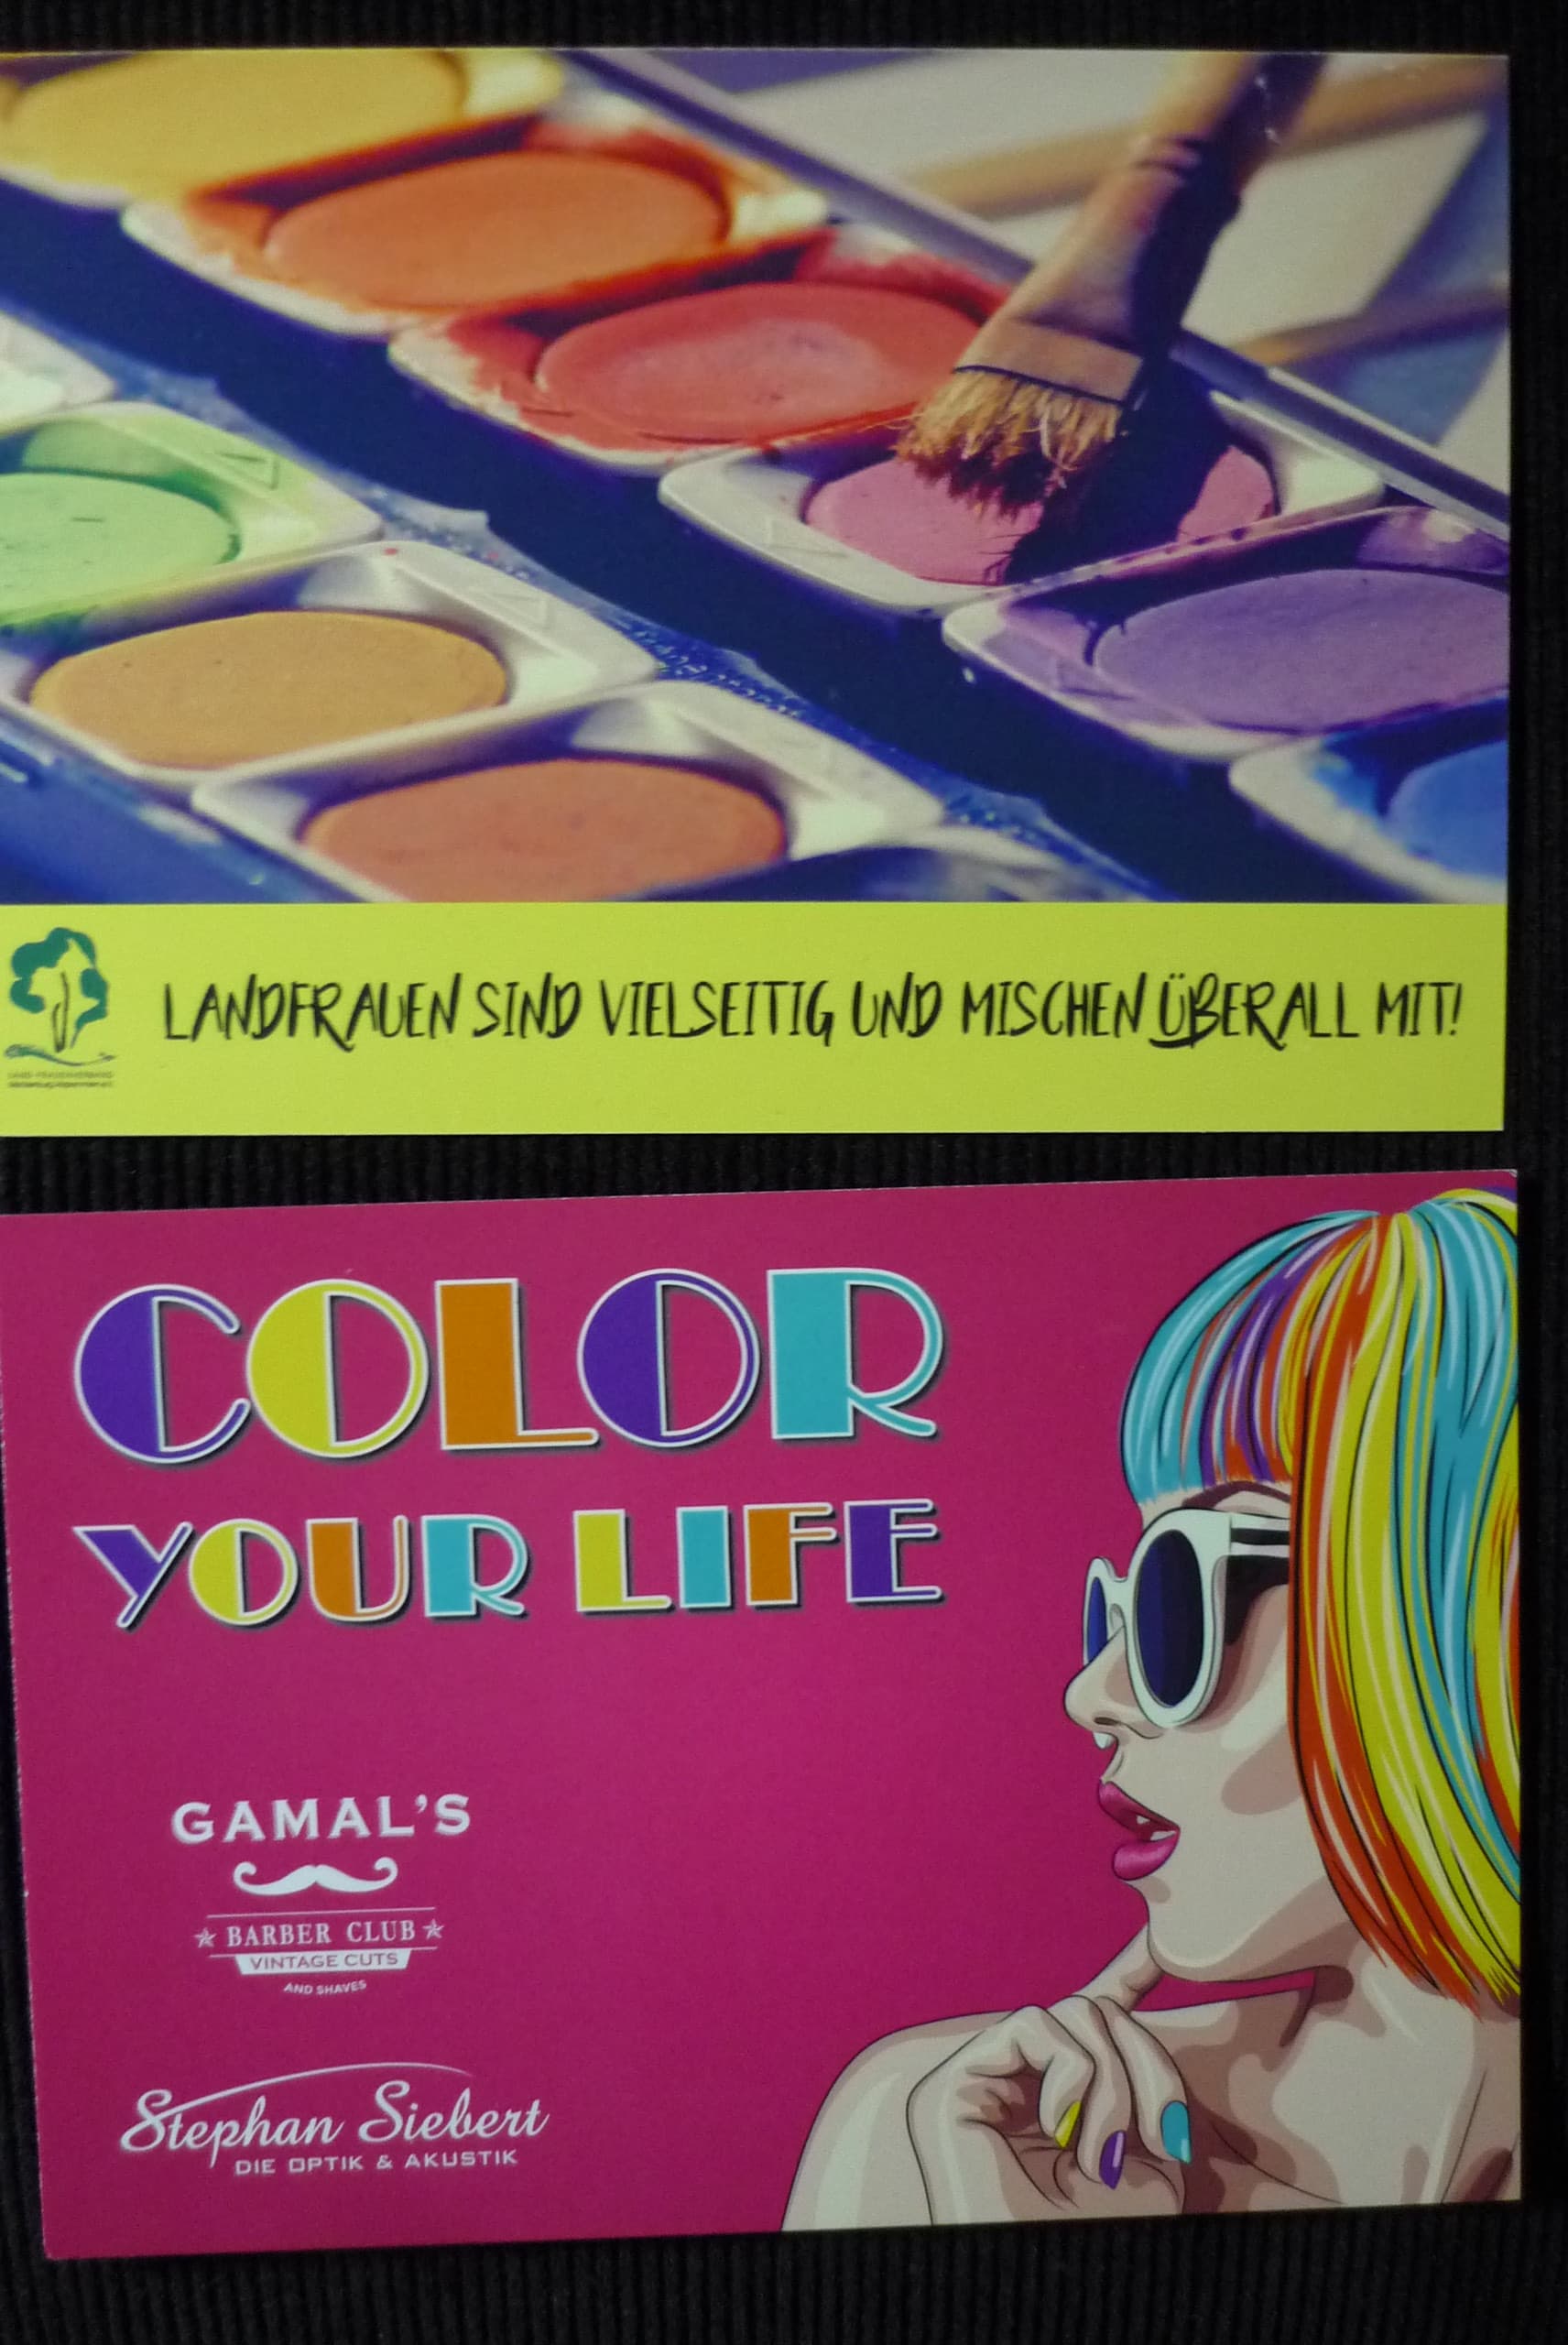 LANDFRAUEN SIND VIELSEITIG UND MISCHEN ÜBERALL MIT!
COLOR
YOUR LIFE
GAMAL'S
BARBER CLUB
VINTAGE CUTS
AND SHAVES
Stephan Siebert
DIE OPTIK & AKUSTIK